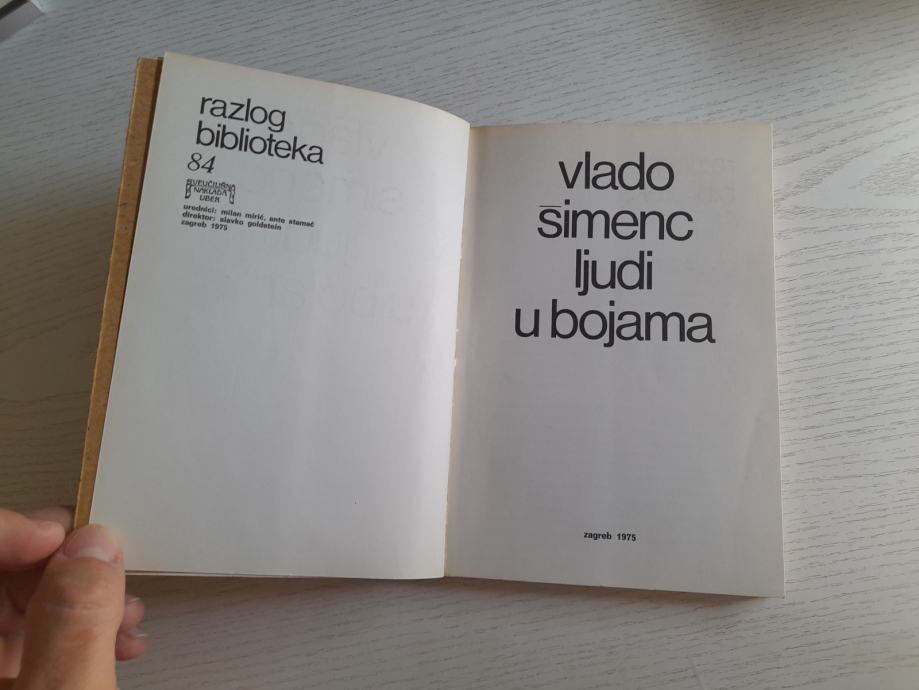 razlog
biblioteka
84
SVEUČILIŠNA
NAKLADA
LIBER
urednici: milan mirić, ante stamać
direktor: slavko goldstein
zagreb 1975
vlado
šimenc
ljudi
u bojama
zagreb 1975